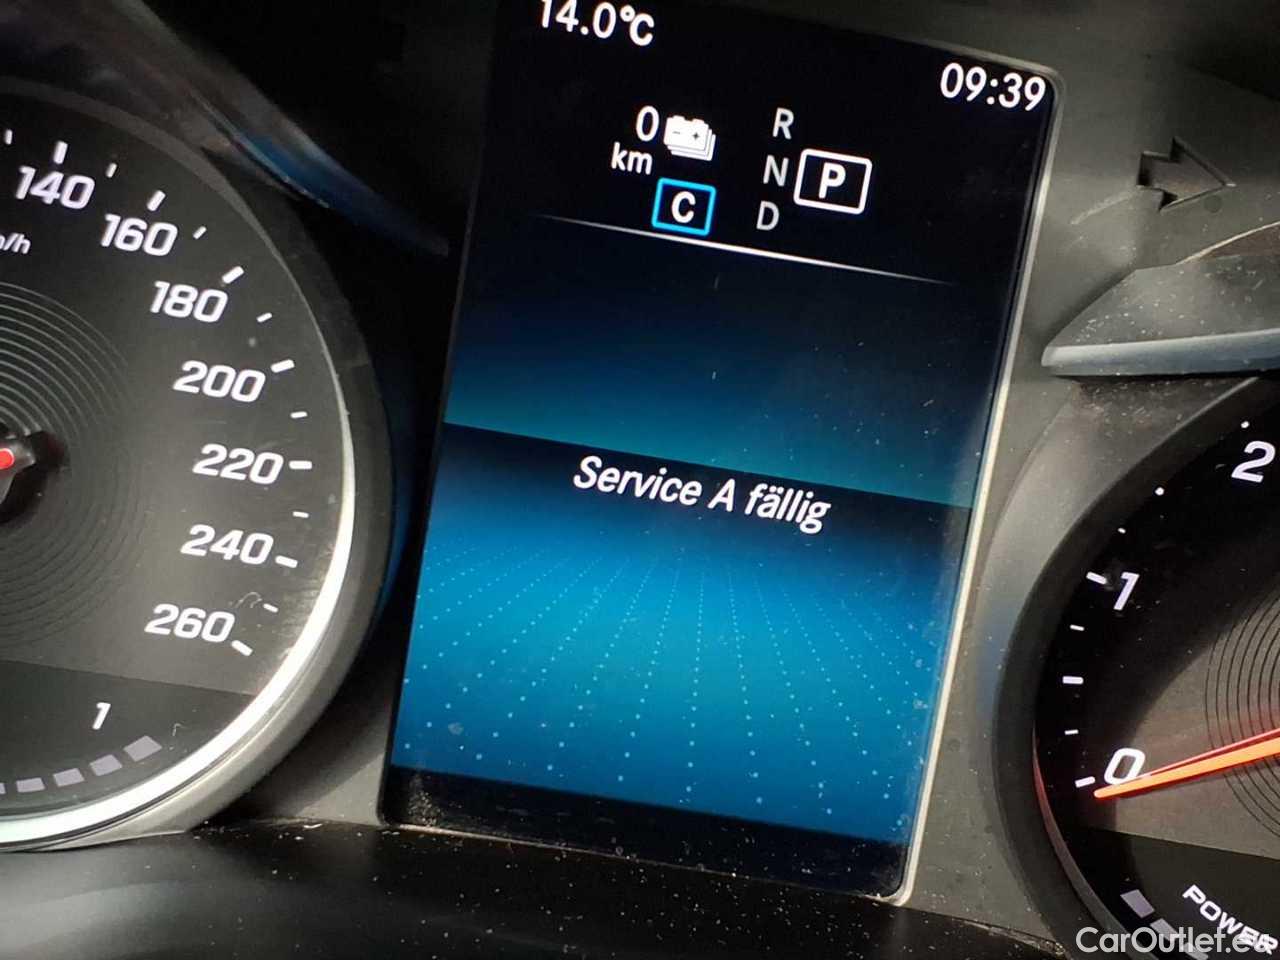 14.0°C
09:39
0
km
R
N
D
P
C
Service A fällig
140
160
180
200
220
240
260
1
2
1
0
POWER
CarOutlet.eu